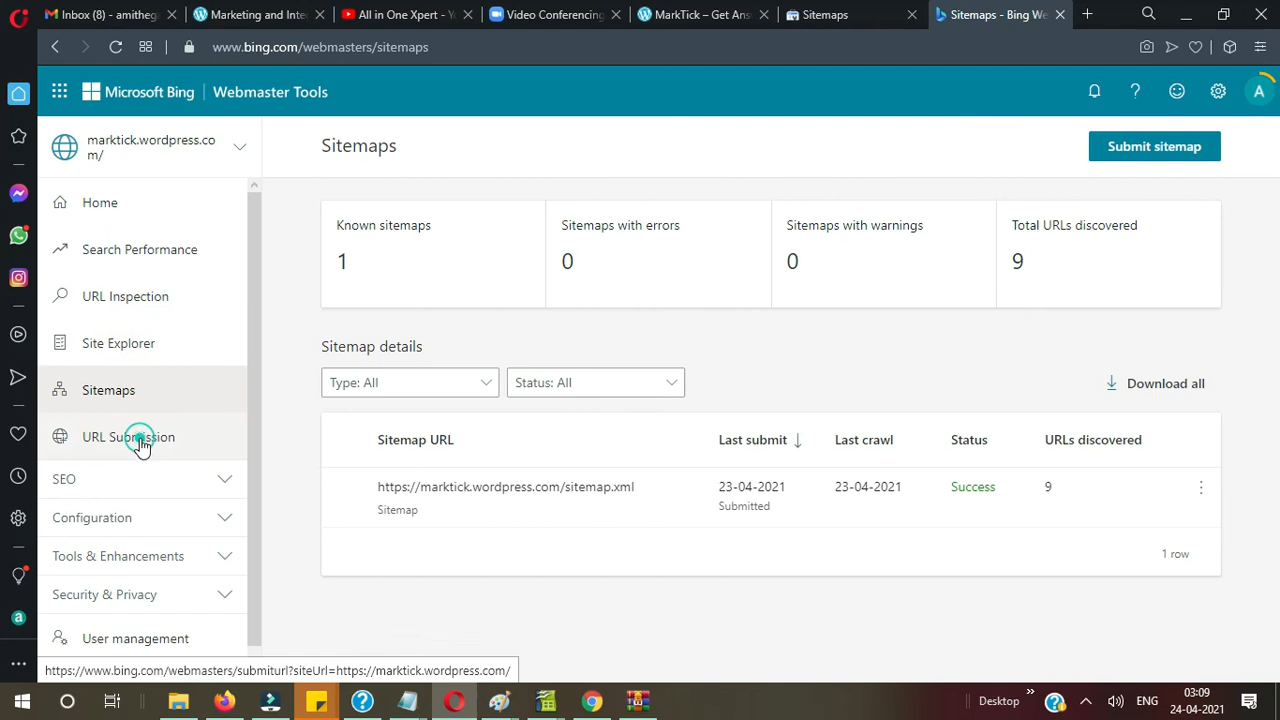 Inbox (5) - amithega
Marketing and Inte
All in One Xpert -
Video Conferencing
MarkTick – Get Ans
Sitemaps
Sitemaps - Bing We
www.bing.com/webmasters/sitemaps
Microsoft Bing Webmaster Tools
A
marktick.wordpress.co
m/
Sitemaps
Submit sitemap
Home
Search Performance
URL Inspection
Site Explorer
Sitemaps
URL Submission
SEO
Configuration
Tools & Enhancements
Security & Privacy
User management
Known sitemaps
1
Sitemaps with errors
0
Sitemaps with warnings
0
Total URLs discovered
9
Sitemap details
Type: All
Status: All
Download all
Sitemap URL Last submit Last crawl Status URLs discovered
https://marktick.wordpress.com/sitemap.xml 23-04-2021 23-04-2021 Success 9
Sitemap Submitted
1 row
https://www.bing.com/webmasters/submiturl?siteUrl=https://marktick.wordpress.com/
Desktop
ENG
03:09
24-04-2021